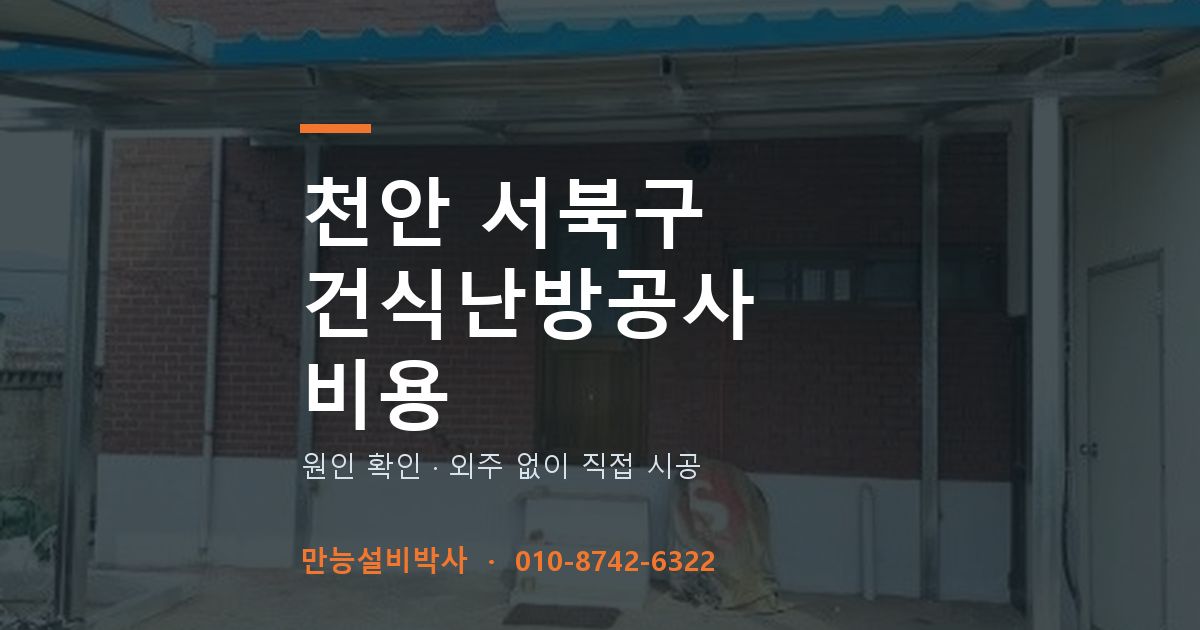 천안 서북구
건식난방공사
비용
원인 확인 · 외주 없이 직접 시공
만능설비박사 · 010-8742-6322
S